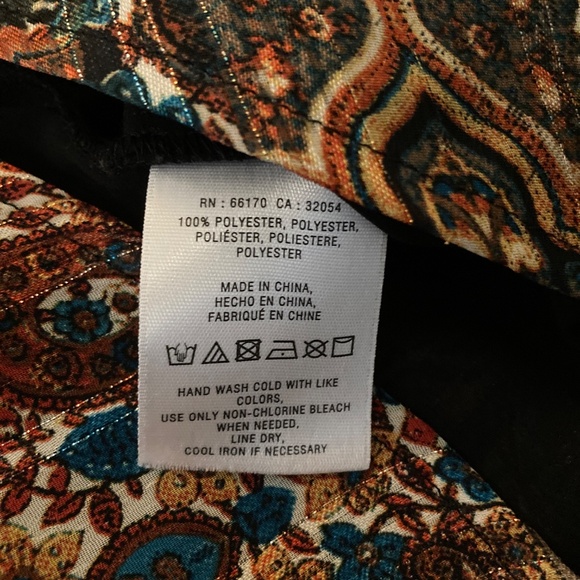 RN : 66170 CA : 32054
100% POLYESTER, POLYESTER,
POLIÉSTER, POLIESTERE,
POLYESTER
MADE IN CHINA,
HECHO EN CHINA,
FABRIQUÉ EN CHINE
HAND WASH COLD WITH LIKE
COLORS,
USE ONLY NON-CHLORINE BLEACH
WHEN NEEDED,
LINE DRY,
COOL IRON IF NECESSARY